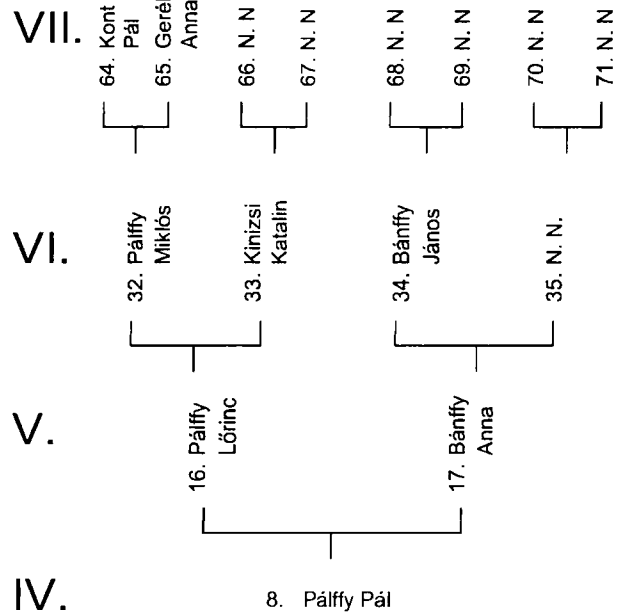 VII.
64. Kont
Pál
65. Geré
Anna
66. N. N
67. N. N
68. N. N
69. N. N
70. N. N
71. N. N
VI.
32. Pálffy
Miklós
33. Kinizsi
Katalin
34. Bánffy
János
35. N. N.
V.
16. Pálffy
Lőrinc
17. Bánffy
Anna
IV.
8. Pálffy Pál